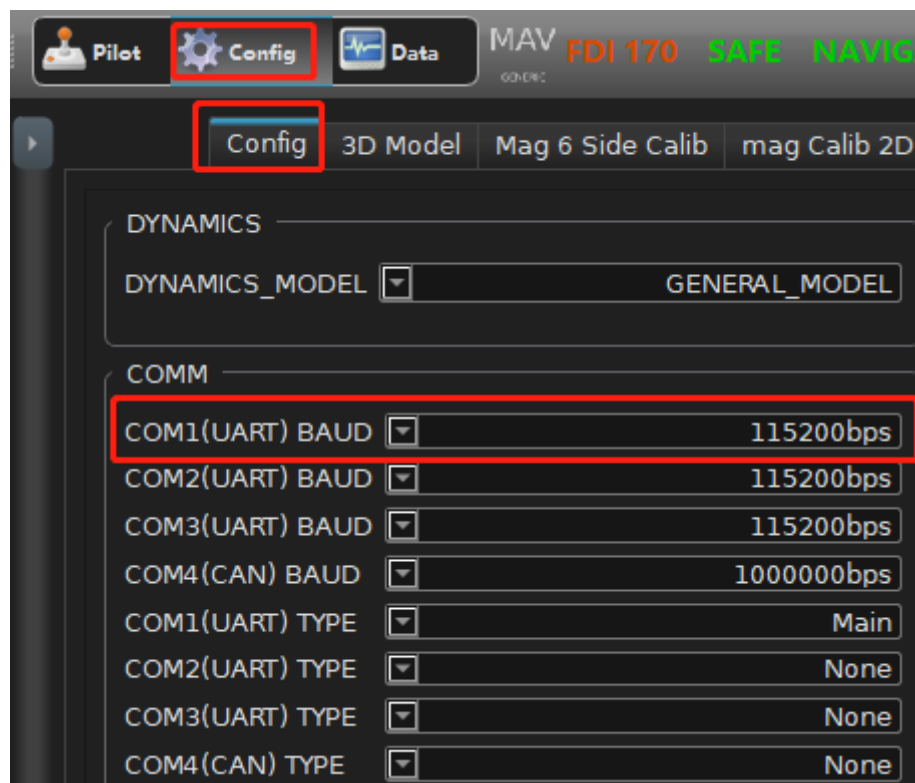 Pilot Config Data MAV FDI 170 SAFE NAVIG
GENERIC
Config 3D Model Mag 6 Side Calib mag Calib 2D
DYNAMICS
DYNAMICS_MODEL GENERAL_MODEL
COMM
COM1(UART) BAUD 115200bps
COM2(UART) BAUD 115200bps
COM3(UART) BAUD 115200bps
COM4(CAN) BAUD 1000000bps
COM1(UART) TYPE Main
COM2(UART) TYPE None
COM3(UART) TYPE None
COM4(CAN) TYPE None